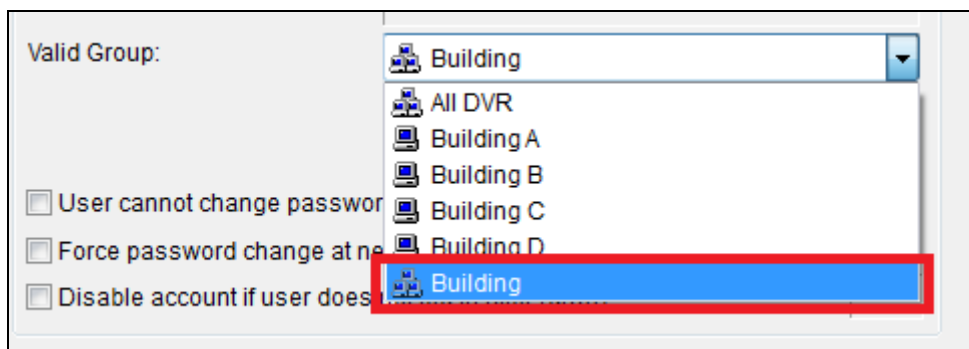 Valid Group:
Building
All DVR
Building A
Building B
User cannot change passwor
Building C
Force password change at ne
Building D
Building
Disable account if user does